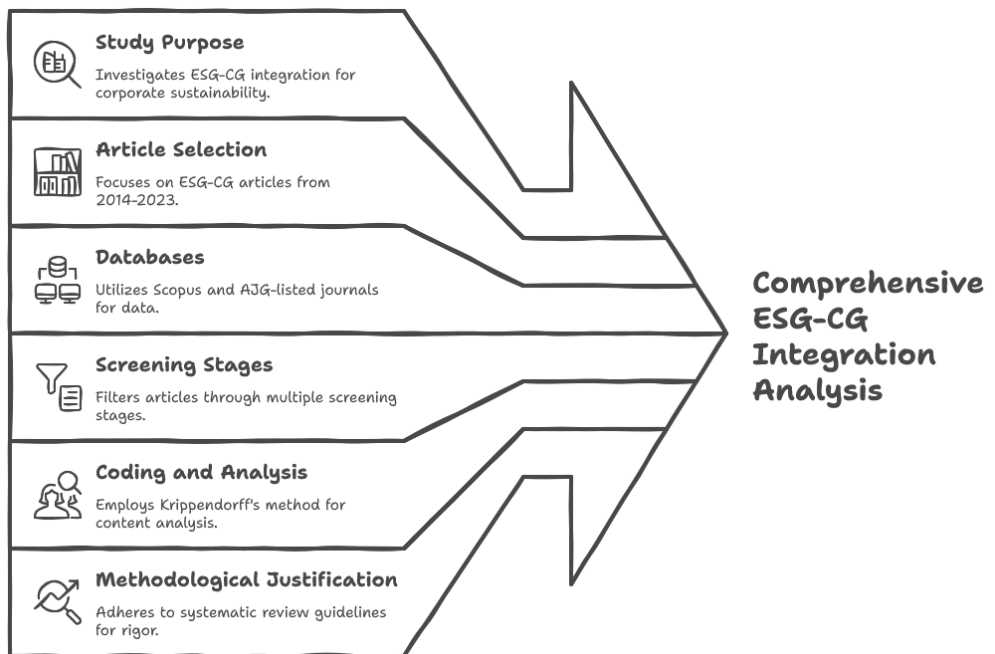 Study Purpose
Investigates ESG-CG integration for
corporate sustainability.
Article Selection
Focuses on ESG-CG articles from
2014-2023.
Databases
Utilizes Scopus and AJG-listed journals
for data.
Screening Stages
Filters articles through multiple screening
stages.
Coding and Analysis
Employs Krippendorff's method for
content analysis.
Methodological Justification
Adheres to systematic review guidelines
for rigor.
Comprehensive
ESG-CG
Integration
Analysis